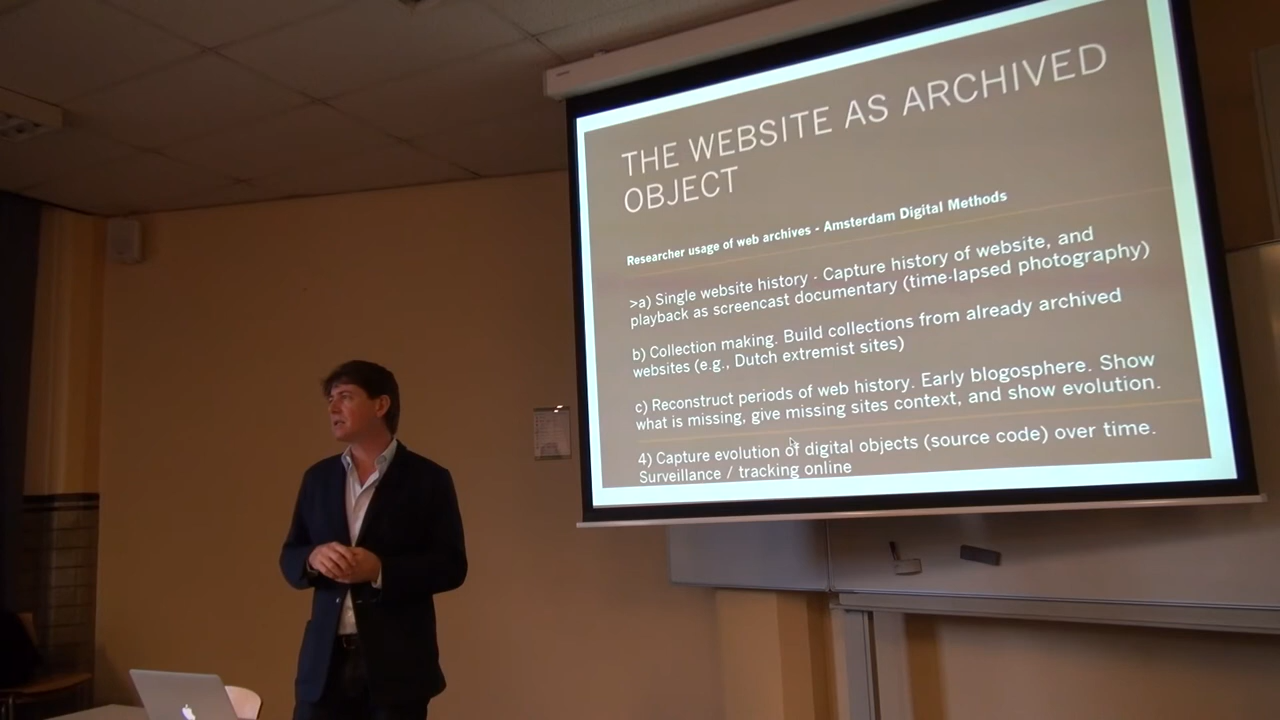 THE WEBSITE AS ARCHIVED
OBJECT
Researcher usage of web archives - Amsterdam Digital Methods
>a) Single website history - Capture history of website, and
playback as screencast documentary (time-lapsed photography)
b) Collection making. Build collections from already archived
websites (e.g., Dutch extremist sites)
c) Reconstruct periods of web history. Early blogosphere. Show
what is missing, give missing sites context, and show evolution.
4) Capture evolution of digital objects (source code) over time.
Surveillance / tracking online